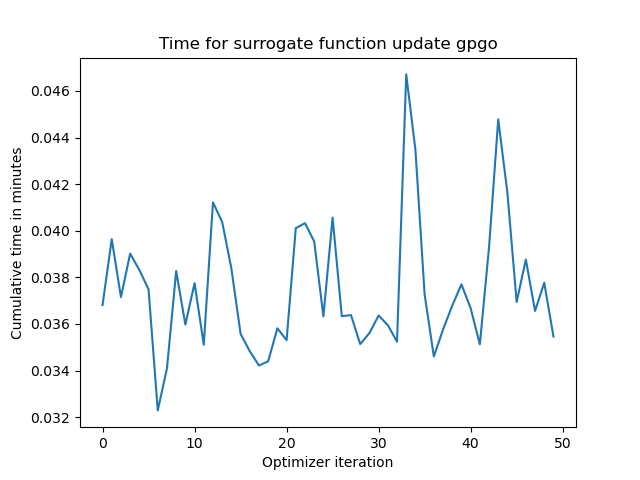 Time for surrogate function update gpgo
Cumulative time in minutes
0.046
0.044
0.042
0.040
0.038
0.036
0.034
0.032
0 10 20 30 40 50
Optimizer iteration